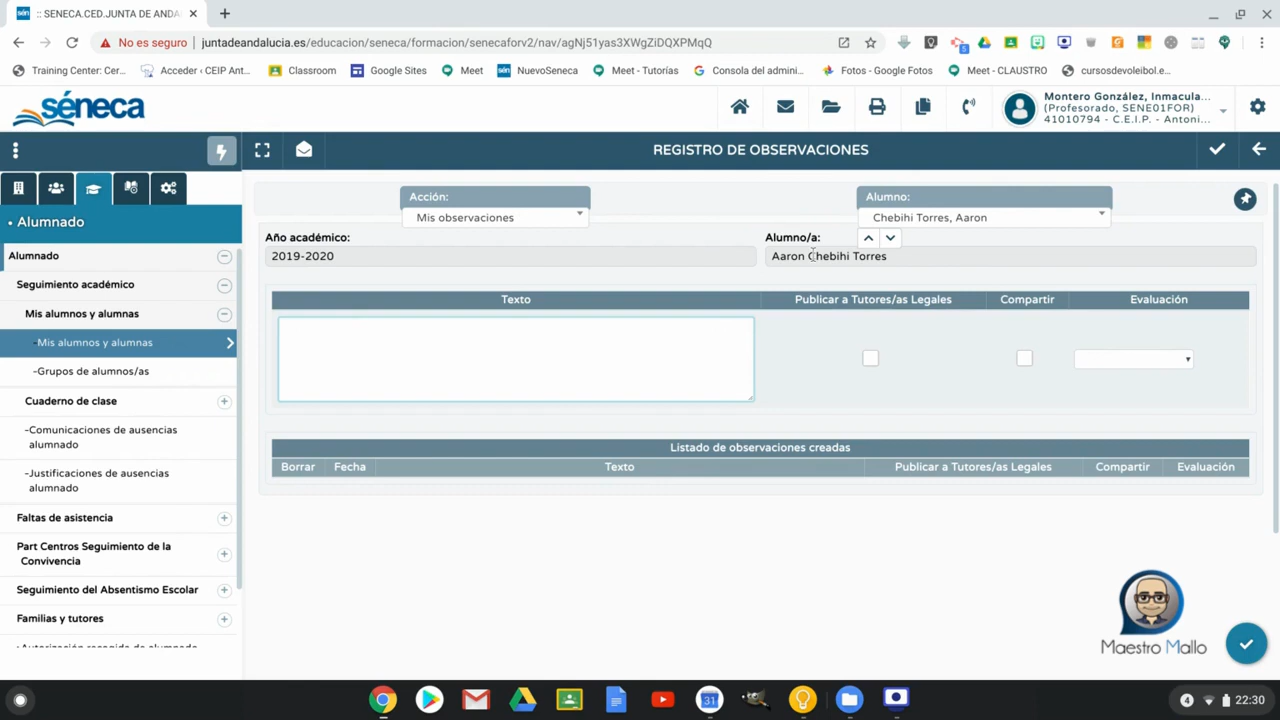 :: SENECA.CED.JUNTA DE ANDA
No es seguro
juntadeandalucia.es/educacion/seneca/formacion/senecaforv2/nav/agNj51yas3XWgZiDQXPMqQ
Training Center: Cer...
Acceder ‹ CEIP Ant...
Classroom
Google Sites
Meet
NuevoSeneca
Meet - Tutorías
Consola del admini...
Fotos - Google Fotos
Meet - CLAUSTRO
cursosdevoleibol.e...
séneca
Montero González, Inmacula...
(Profesorado, SENE01FOR)
41010794 - C.E.I.P. - Antoni...
REGISTRO DE OBSERVACIONES
• Alumnado
Alumnado
Seguimiento académico
Mis alumnos y alumnas
-Mis alumnos y alumnas
-Grupos de alumnos/as
Cuaderno de clase
-Comunicaciones de ausencias
alumnado
-Justificaciones de ausencias
alumnado
Faltas de asistencia
Part Centros Seguimiento de la
Convivencia
Seguimiento del Absentismo Escolar
Familias y tutores
Acción:
Mis observaciones
Alumno:
Chebihi Torres, Aaron
Año académico:
2019-2020
Alumno/a:
Aaron Chebihi Torres
Texto
Publicar a Tutores/as Legales
Compartir
Evaluación
Listado de observaciones creadas
Borrar
Fecha
Texto
Publicar a Tutores/as Legales
Compartir
Evaluación
Maestro Mallo
31
4
22:30